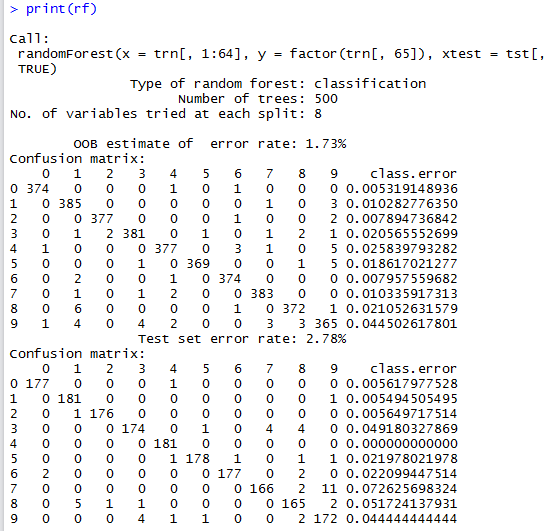 > print(rf)
Call:
randomForest(x = trn[, 1:64], y = factor(trn[, 65]), xtest = tst[,
TRUE)
Type of random forest: classification
Number of trees: 500
No. of variables tried at each split: 8
OOB estimate of error rate: 1.73%
Confusion matrix:
0 1 2 3 4 5 6 7 8 9 class.error
0 374 0 0 0 1 0 1 0 0 0 0.005319148936
1 0 385 0 0 0 0 0 1 0 3 0.010282776350
2 0 0 377 0 0 0 1 0 0 2 0.007894736842
3 0 1 2 381 0 1 0 1 2 1 0.020565552699
4 1 0 0 0 377 0 3 1 0 5 0.025839793282
5 0 0 0 1 0 369 0 0 1 5 0.018617021277
6 0 2 0 0 1 0 374 0 0 0 0.007957559682
7 0 1 0 1 2 0 0 383 0 0 0.010335917313
8 0 6 0 0 0 0 1 0 372 1 0.021052631579
9 1 4 0 4 2 0 0 3 3 365 0.044502617801
Test set error rate: 2.78%
Confusion matrix:
0 1 2 3 4 5 6 7 8 9 class.error
0 177 0 0 0 1 0 0 0 0 0 0.005617977528
1 0 181 0 0 0 0 0 0 0 1 0.005494505495
2 0 1 176 0 0 0 0 0 0 0 0.005649717514
3 0 0 0 174 0 1 0 4 4 0 0.049180327869
4 0 0 0 0 181 0 0 0 0 0 0.000000000000
5 0 0 0 0 1 178 1 0 1 1 0.021978021978
6 2 0 0 0 0 0 177 0 2 0 0.022099447514
7 0 0 0 0 0 0 0 166 2 11 0.072625698324
8 0 5 1 1 0 0 0 0 165 2 0.051724137931
9 0 0 0 4 1 1 0 0 2 172 0.044444444444